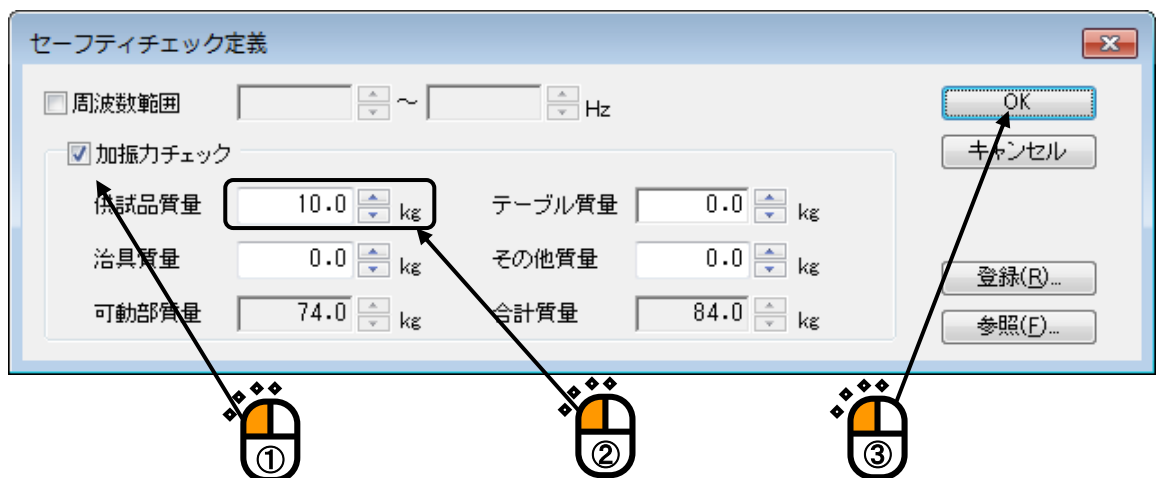 セーフティチェック定義
周波数範囲 ~ Hz OK
加振力チェック キャンセル
供試品質量 10.0 kg テーブル質量 0.0 kg
治具質量 0.0 kg その他質量 0.0 kg 登録(R)...
可動部質量 74.0 kg 合計質量 84.0 kg 参照(F)...
① ② ③